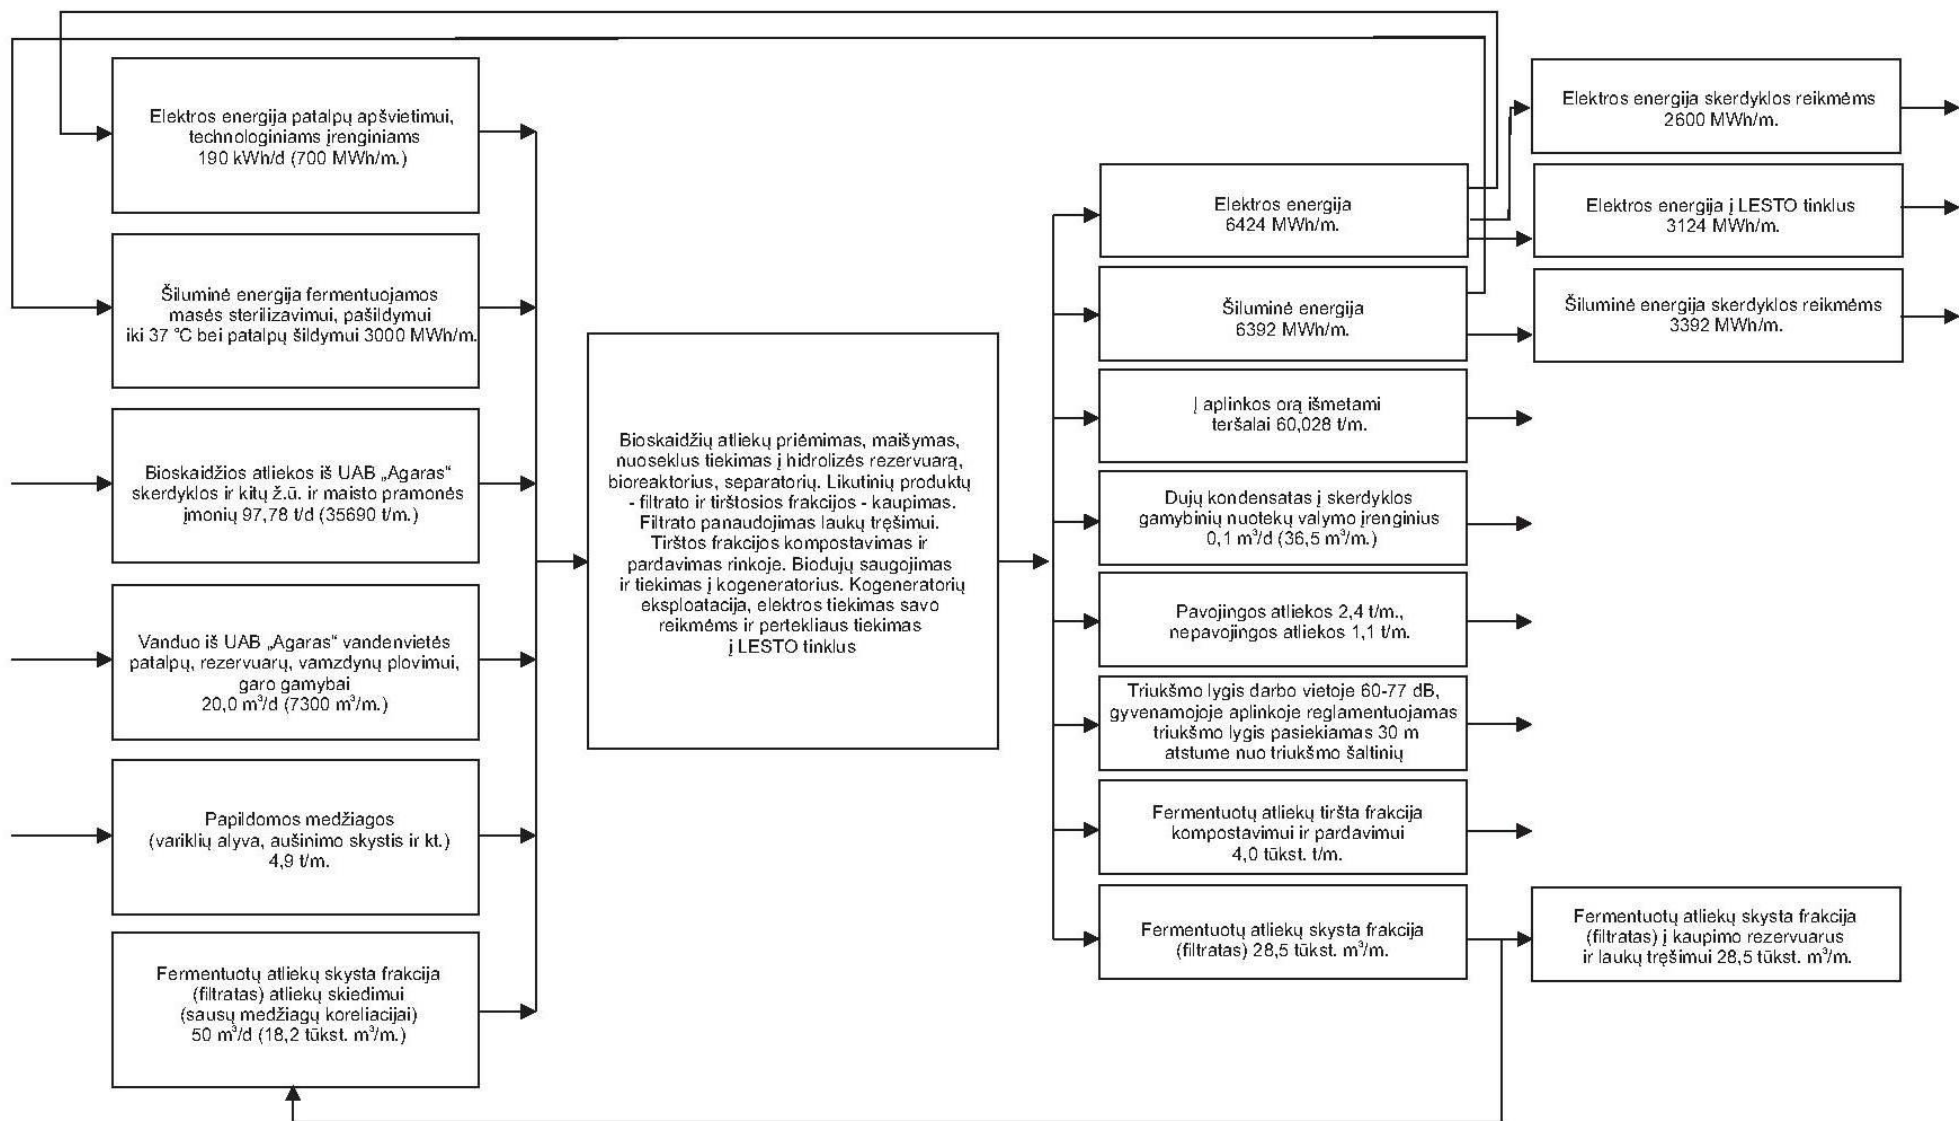 Elektros energija patalpų apšvietimui,
technologiniams įrenginiams
190 kWh/d (700 MWh/m.)
Šiluminė energija fermentuojamos
masės sterilizavimui, pašildymui
iki 37 °C bei patalpų šildymui 3000 MWh/m.
Bioskaidžios atliekos iš UAB „Agaras“
skerdyklos ir kitų ž.ū. ir maisto pramonės
įmonių 97,78 t/d (35690 t/m.)
Vanduo iš UAB „Agaras“ vandenvietės
patalpų, rezervuarų, vamzdynų plovimui,
garo gamybai
20,0 m³/d (7300 m³/m.)
Papildomos medžiagos
(variklių alyva, aušinimo skystis ir kt.)
4,9 t/m.
Fermentuotų atliekų skysta frakcija
(filtratas) atliekų skiedimui
(sausų medžiagų koreliacijai)
50 m³/d (18,2 tūkst. m³/m.)
Bioskaidžių atliekų priėmimas, maišymas,
nuoseklus tiekimas į hidrolizės rezervuarą,
bioreaktorius, separatorių. Likutinių produktų
- filtrato ir tirštosios frakcijos - kaupimas.
Filtrato panaudojimas laukų tręšimui.
Tirštos frakcijos kompostavimas ir
pardavimas rinkoje. Biodujų saugojimas
ir tiekimas į kogeneratorius. Kogeneratorių
eksploatacija, elektros tiekimas savo
reikmėms ir pertekliaus tiekimas
į LESTO tinklus
Elektros energija
6424 MWh/m.
Šiluminė energija
6392 MWh/m.
Į aplinkos orą išmetami
teršalai 60,028 t/m.
Dujų kondensatas į skerdyklos
gamybinių nuotekų valymo įrenginius
0,1 m³/d (36,5 m³/m.)
Pavojingos atliekos 2,4 t/m.,
nepavojingos atliekos 1,1 t/m.
Triukšmo lygis darbo vietoje 60-77 dB,
gyvenamojoje aplinkoje reglamentuojamas
triukšmo lygis pasiekiamas 30 m
atstume nuo triukšmo šaltinių
Fermentuotų atliekų tiršta frakcija
kompostavimui ir pardavimui
4,0 tūkst. t/m.
Fermentuotų atliekų skysta frakcija
(filtratas) 28,5 tūkst. m³/m.
Elektros energija skerdyklos reikmėms
2600 MWh/m.
Elektros energija į LESTO tinklus
3124 MWh/m.
Šiluminė energija skerdyklos reikmėms
3392 MWh/m.
Fermentuotų atliekų skysta frakcija
(filtratas) į kaupimo rezervuarus
ir laukų tręšimui 28,5 tūkst. m³/m.